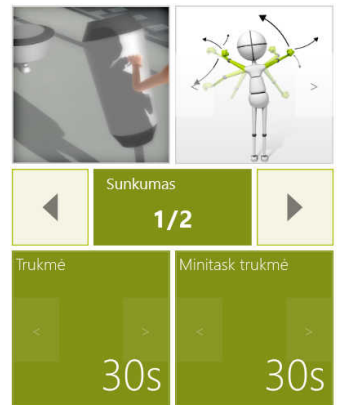 >
Sunkumas
1/2
Trukmė
Minitask trukmė
< > < >
30s 30s